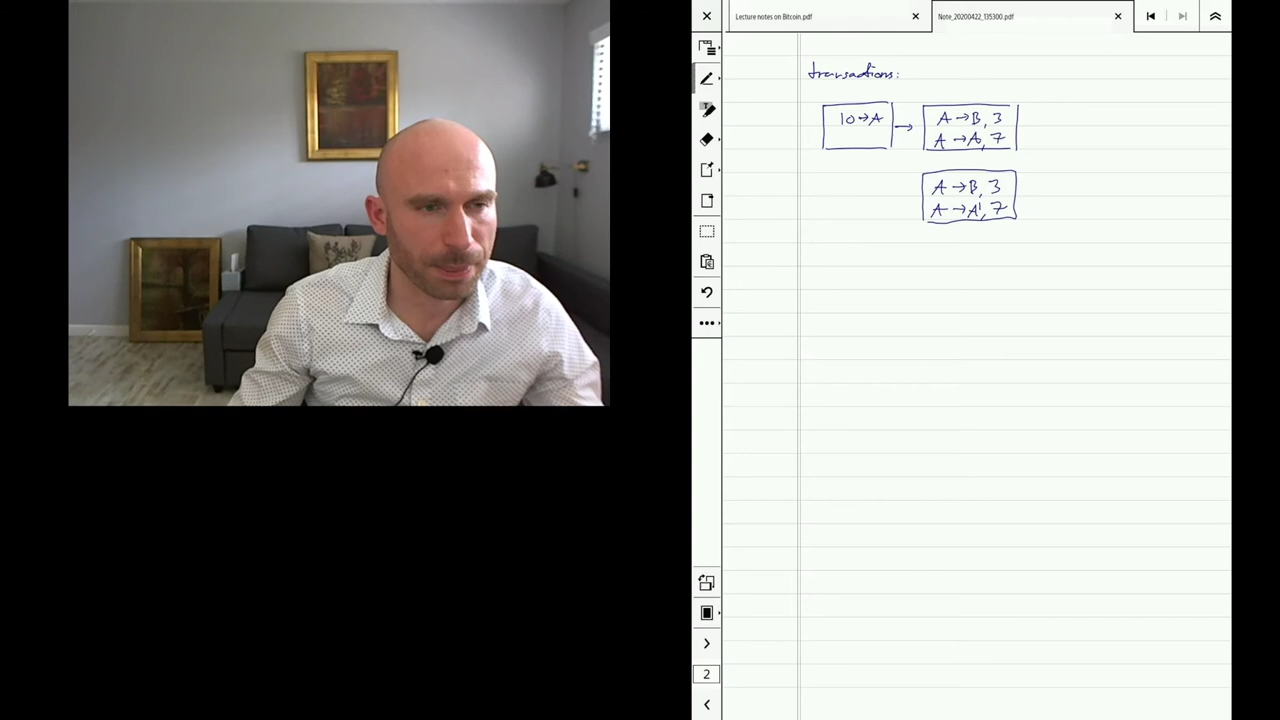 Lecture notes on Bitcoin.pdf
Note_20200422_135300.pdf
transactions:
10→A → A→B, 3
A→A, 7
A→B, 3
A→A', 7
2